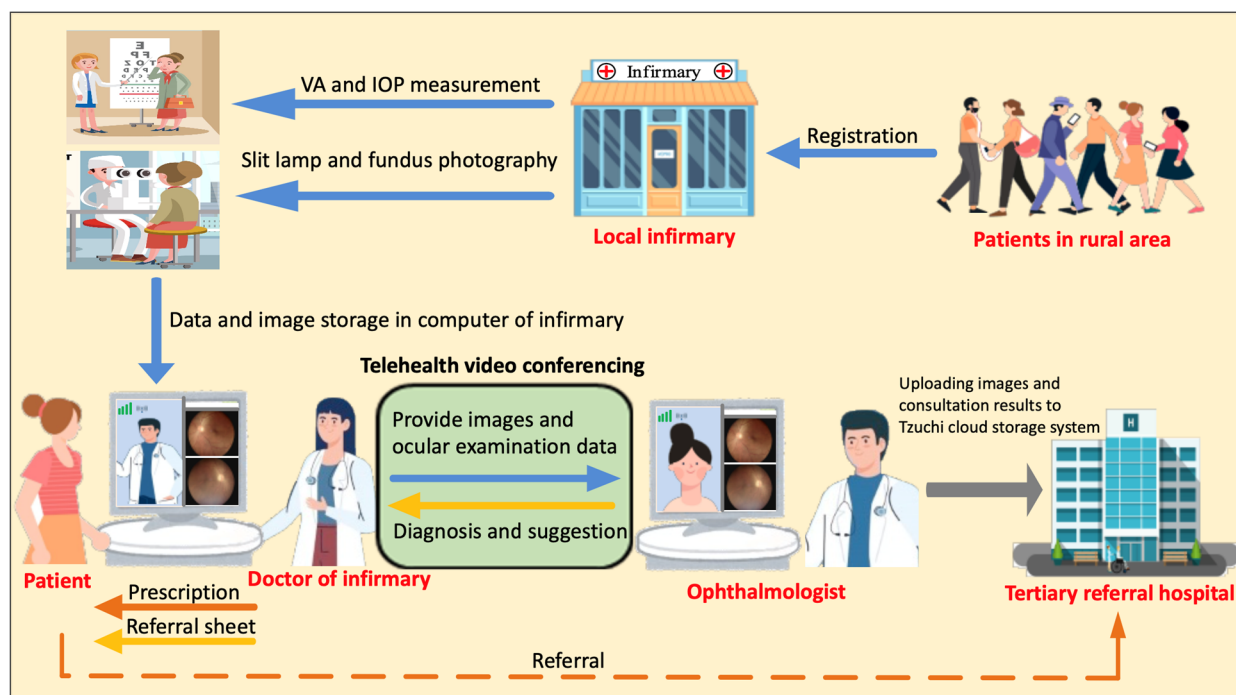 Infirmary
VA and IOP measurement
Registration
Slit lamp and fundus photography
Local infirmary
Patients in rural area
Data and image storage in computer of infirmary
Telehealth video conferencing
Provide images and
ocular examination data
Diagnosis and suggestion
Uploading images and
consultation results to
Tzuchi cloud storage system
H
Patient
Doctor of infirmary
Ophthalmologist
Tertiary referral hospital
Prescription
Referral sheet
Referral